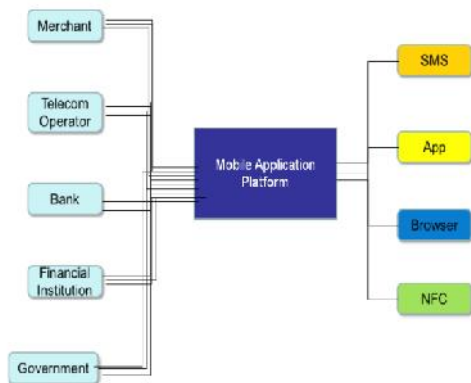 Merchant
Telecom
Operator
Bank
Financial
Institution
Government
Mobile Application
Platform
SMS
App
Browser
NFC